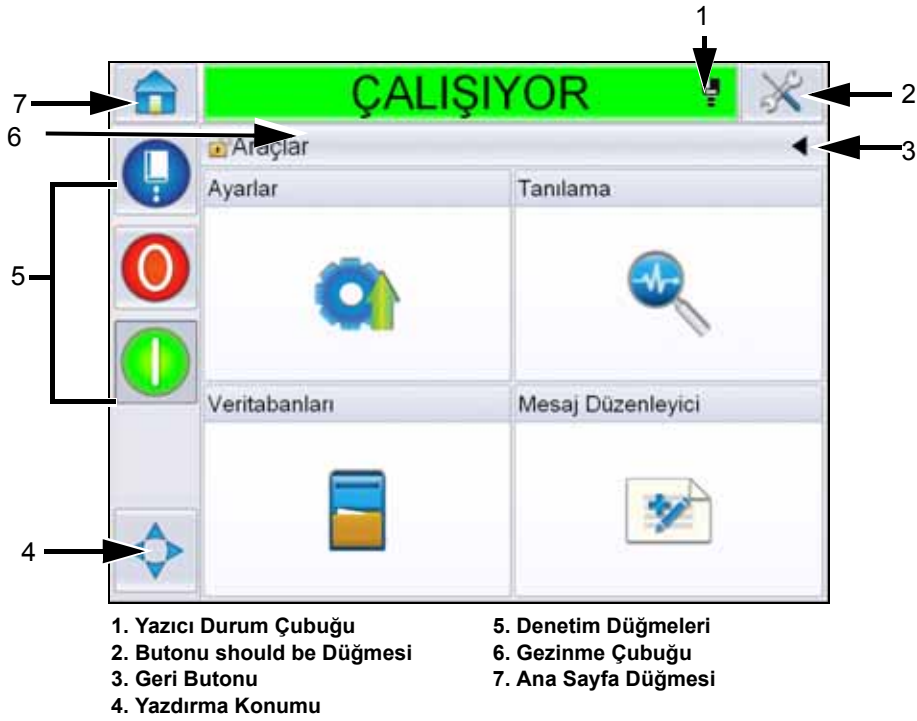 1
ÇALIŞIYOR
7
2
6
Araçlar
3
Ayarlar
Tanılama
5
Veritabanları
Mesaj Düzenleyici
4
1. Yazıcı Durum Çubuğu
2. Butonu should be Düğmesi
3. Geri Butonu
4. Yazdırma Konumu
5. Denetim Düğmeleri
6. Gezinme Çubuğu
7. Ana Sayfa Düğmesi